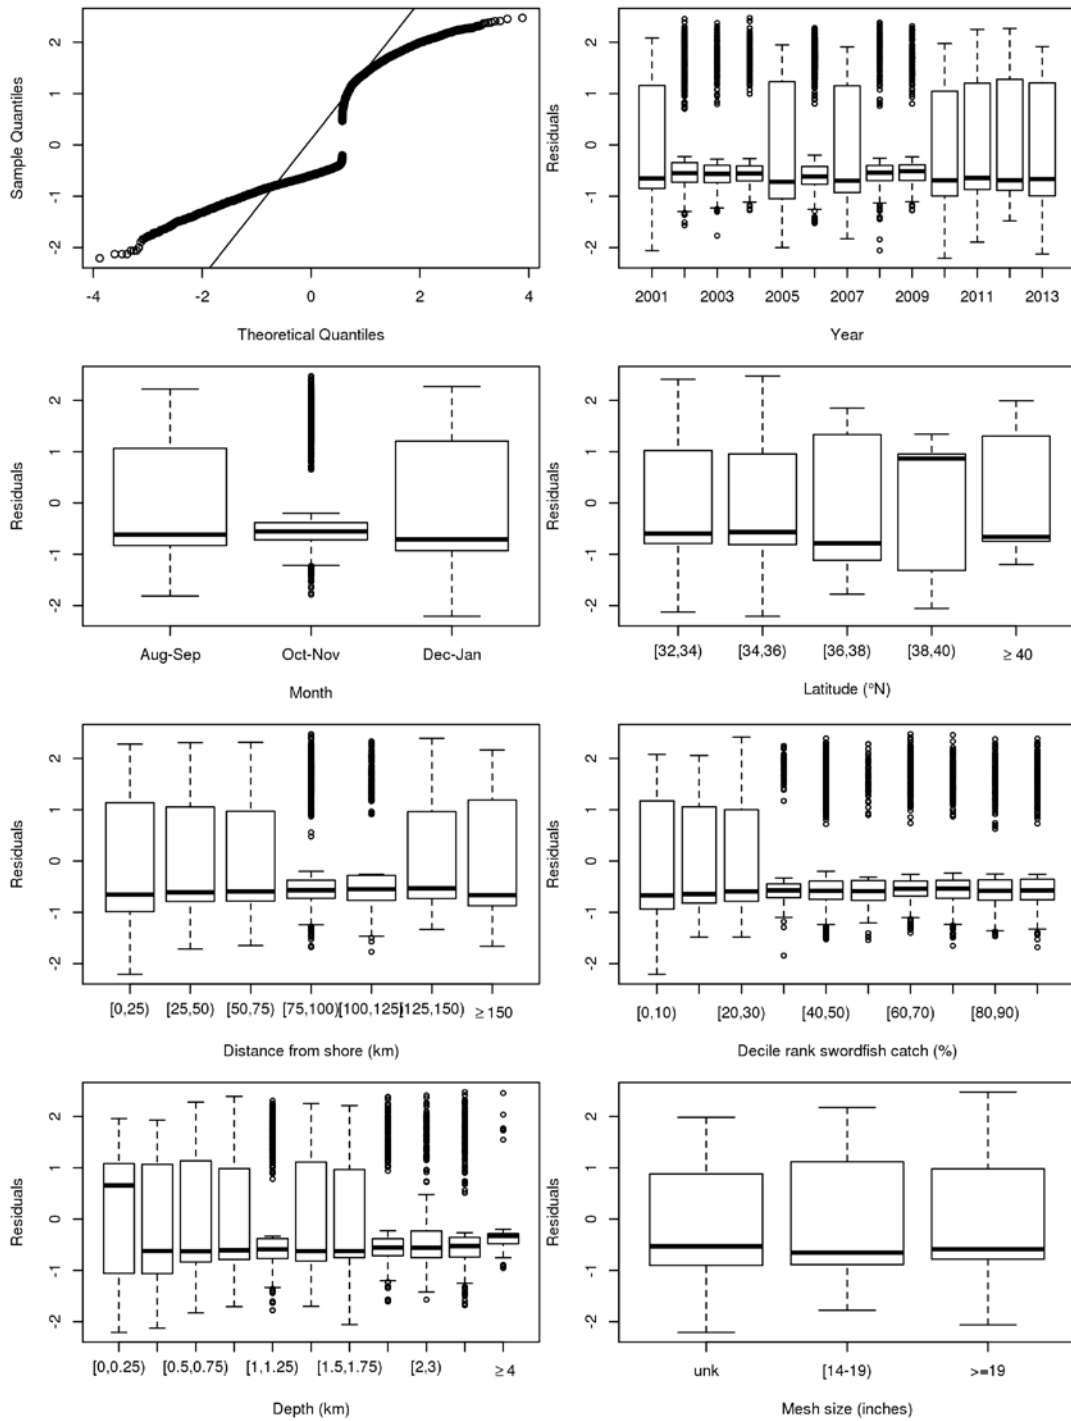 Sample Quantiles
2
1
0
-1
-2
-4 -2 0 2 4
Theoretical Quantiles
Residuals
2
1
0
-1
-2
2001 2003 2005 2007 2009 2011 2013
Year
Residuals
2
1
0
-1
-2
Aug-Sep Oct-Nov Dec-Jan
Month
Residuals
2
1
0
-1
-2
[32,34) [34,36) [36,38) [38,40) ≥ 40
Latitude (°N)
Residuals
2
1
0
-1
-2
[0,25) [25,50) [50,75) [75,100) [100,125) [125,150) ≥ 150
Distance from shore (km)
Residuals
2
1
0
-1
-2
[0,10) [20,30) [40,50) [60,70) [80,90)
Decile rank swordfish catch (%)
Residuals
2
1
0
-1
-2
[0,0.25) [0.5,0.75) [1,1.25) [1.5,1.75) [2,3) ≥ 4
Depth (km)
Residuals
2
1
0
-1
-2
unk [14-19) >=19
Mesh size (inches)